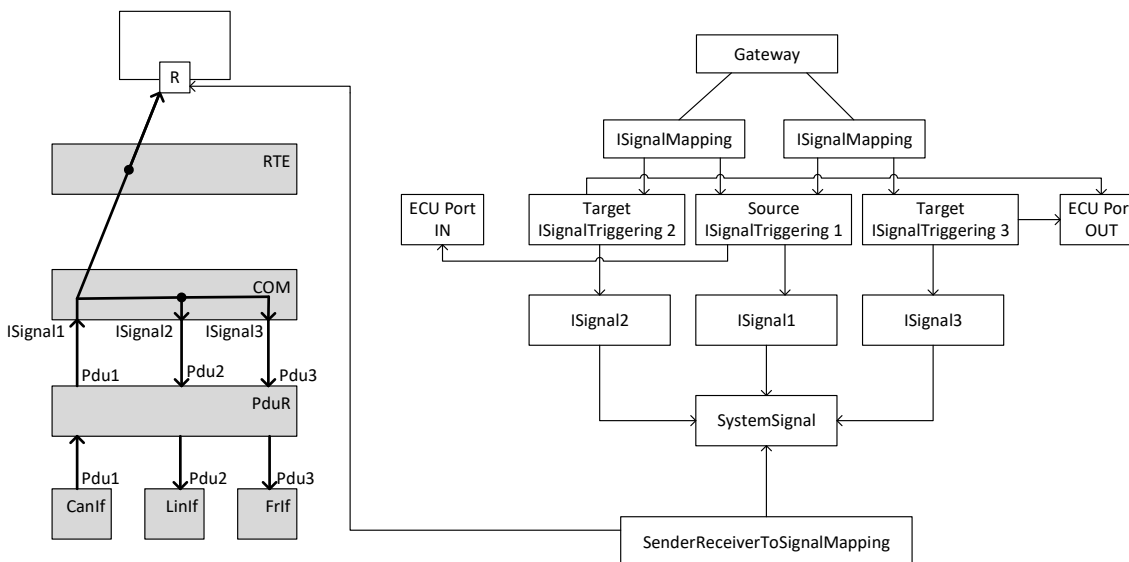 R
RTE
COM
ISignal1
ISignal2
ISignal3
Pdu1
Pdu2
Pdu3
PduR
Pdu1
Pdu2
Pdu3
CanIf
LinIf
FrIf
Gateway
ISignalMapping
ISignalMapping
ECU Port
IN
Target
ISignalTriggering 2
Source
ISignalTriggering 1
Target
ISignalTriggering 3
ECU Port
OUT
ISignal2
ISignal1
ISignal3
SystemSignal
SenderReceiverToSignalMapping